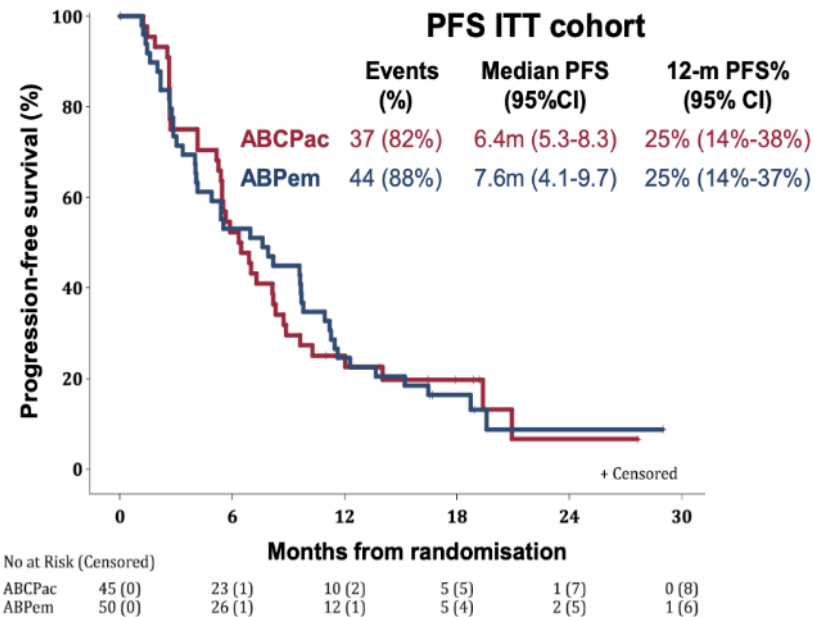 PFS ITT cohort
Events Median PFS 12-m PFS%
(%) (95%CI) (95% CI)
ABCPac 37 (82%) 6.4m (5.3-8.3) 25% (14%-38%)
ABPem 44 (88%) 7.6m (4.1-9.7) 25% (14%-37%)
Progression-free survival (%)
100
80
60
40
20
0
+ Censored
0 6 12 18 24 30
Months from randomisation
No at Risk (Censored)
ABCPac 45 (0) 23 (1) 10 (2) 5 (5) 1 (7) 0 (8)
ABPem 50 (0) 26 (1) 12 (1) 5 (4) 2 (5) 1 (6)